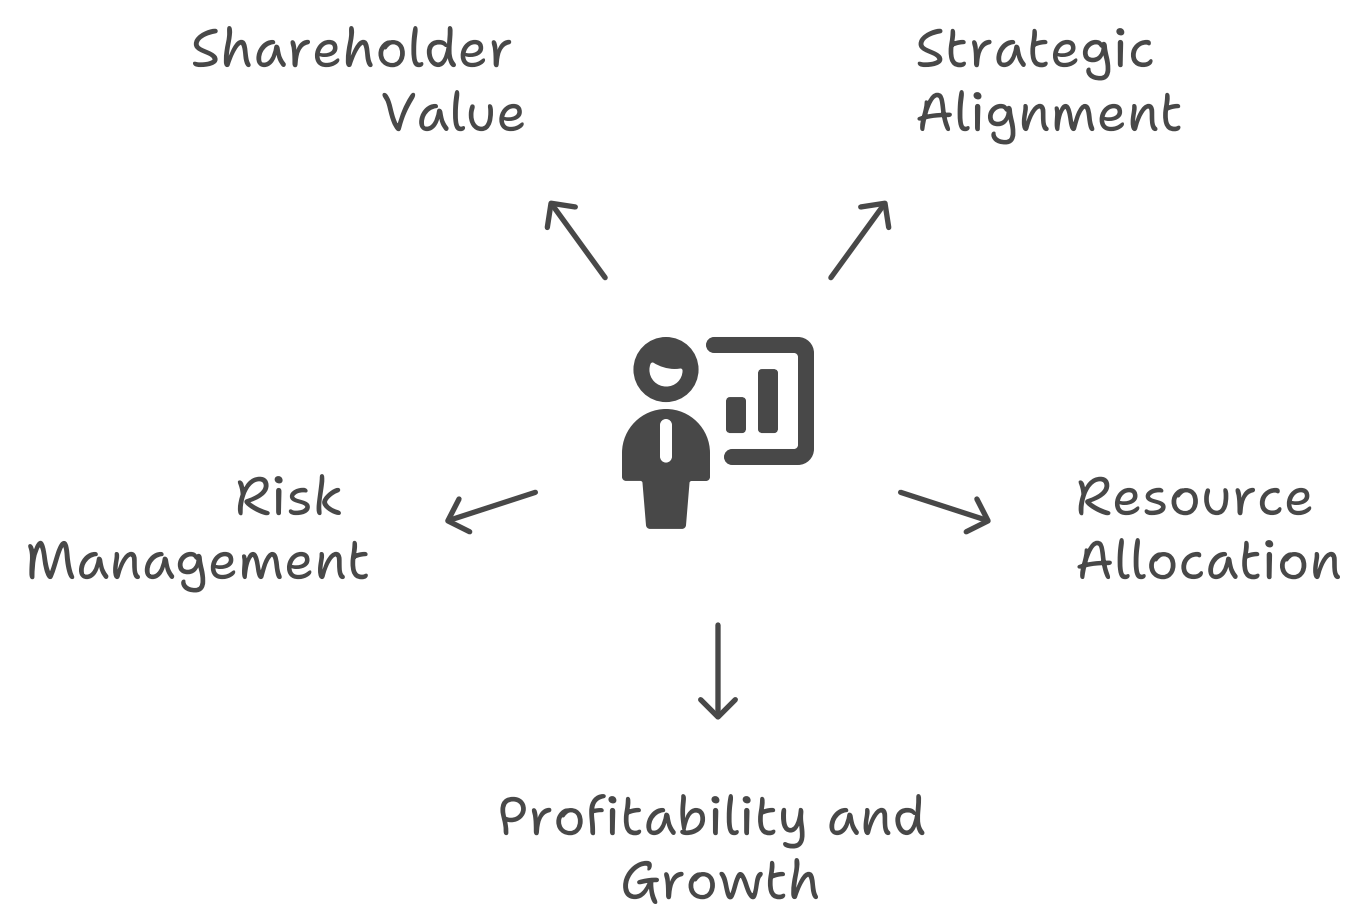 Shareholder
Value
Strategic
Alignment
Risk
Management
Resource
Allocation
Profitability and
Growth